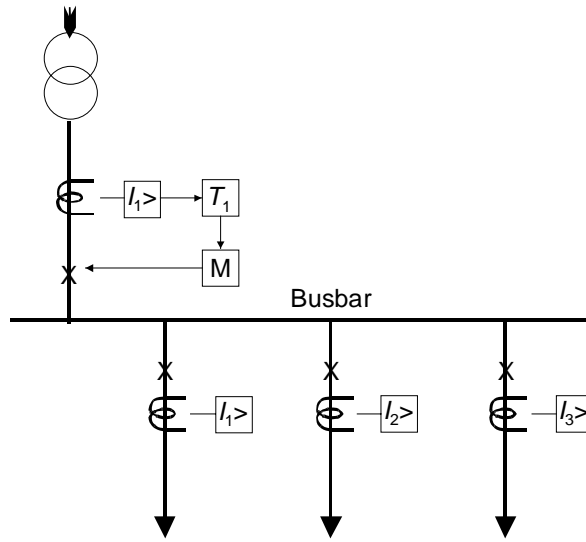 I₁>
T₁
M
X
Busbar
X X X
I₁> I₂> I₃>